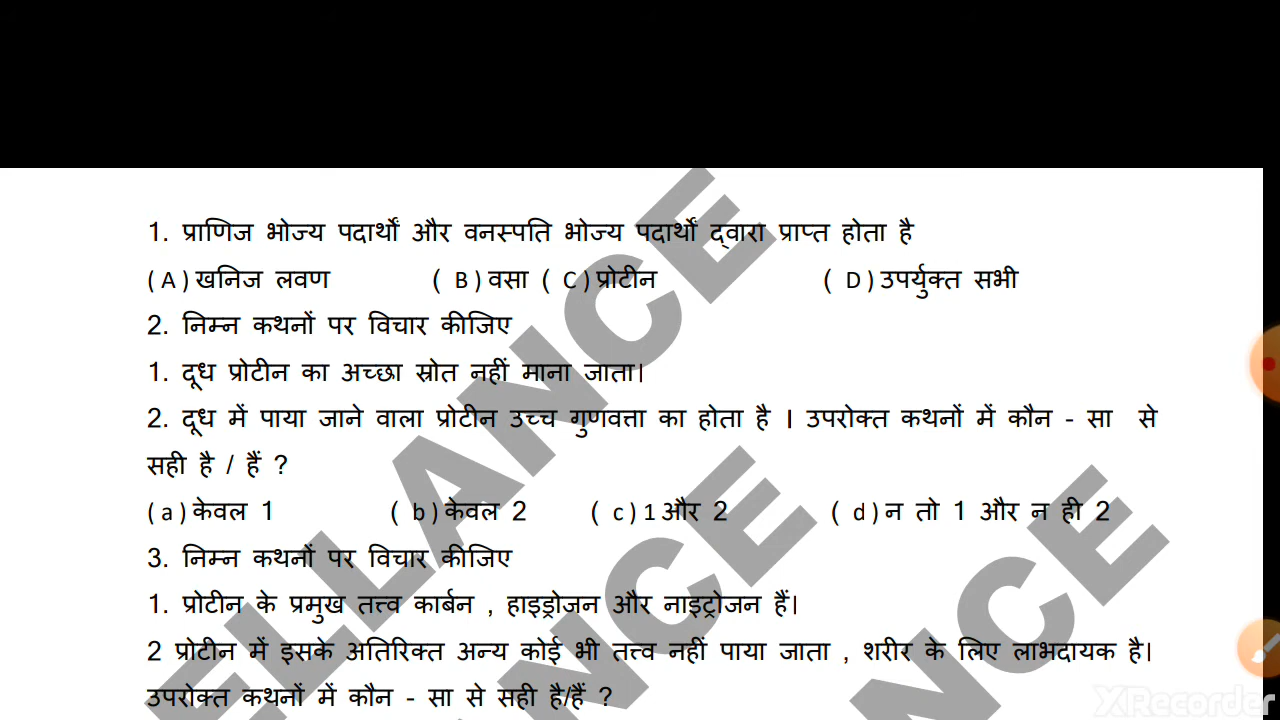 1. प्राणिज भोज्य पदार्थों और वनस्पति भोज्य पदार्थों द्वारा प्राप्त होता है
( A ) खनिज लवण ( B ) वसा ( C ) प्रोटीन ( D ) उपर्युक्त सभी
2. निम्न कथनों पर विचार कीजिए
1. दूध प्रोटीन का अच्छा स्रोत नहीं माना जाता।
2. दूध में पाया जाने वाला प्रोटीन उच्च गुणवत्ता का होता है । उपरोक्त कथनों में कौन - सा से
सही है / हैं ?
( a ) केवल 1 ( b ) केवल 2 ( c ) 1 और 2 ( d ) न तो 1 और न ही 2
3. निम्न कथनों पर विचार कीजिए
1. प्रोटीन के प्रमुख तत्त्व कार्बन , हाइड्रोजन और नाइट्रोजन हैं।
2 प्रोटीन में इसके अतिरिक्त अन्य कोई भी तत्त्व नहीं पाया जाता , शरीर के लिए लाभदायक है।
उपरोक्त कथनों में कौन - सा से सही है/हैं ?
ELLANCE
XRecorder